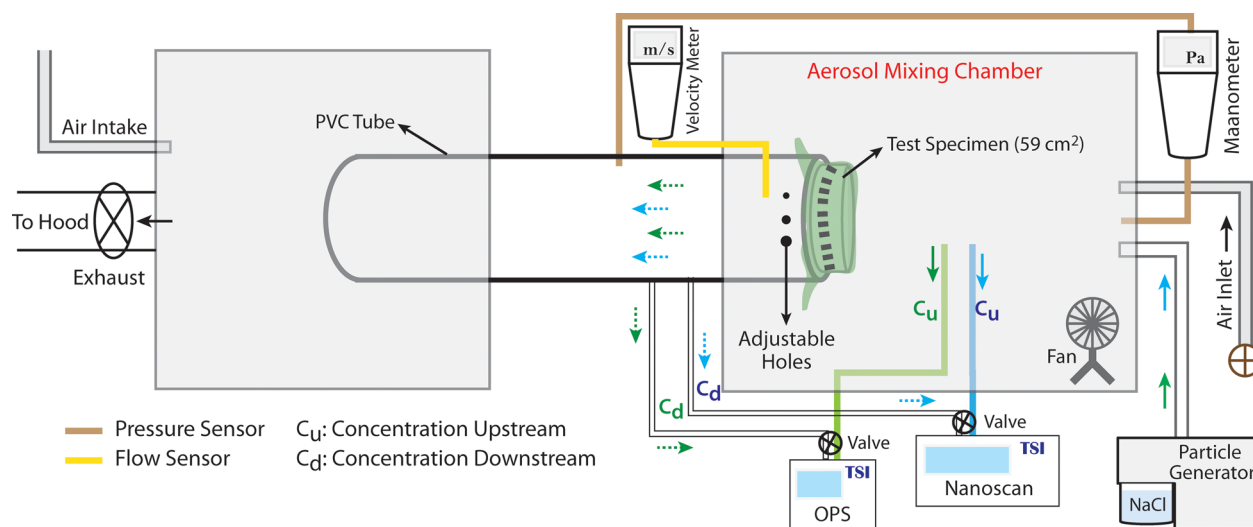 m/s
Velocity Meter
Aerosol Mixing Chamber
Pa
Maanometer
Air Intake
PVC Tube
Test Specimen (59 cm²)
To Hood
Exhaust
Air Inlet
Cu
Cu
Adjustable
Holes
Fan
Cd
Cd
Pressure Sensor
Flow Sensor
Cu: Concentration Upstream
Cd: Concentration Downstream
Valve
Valve
TSI
OPS
TSI
Nanoscan
Particle
Generator
NaCl